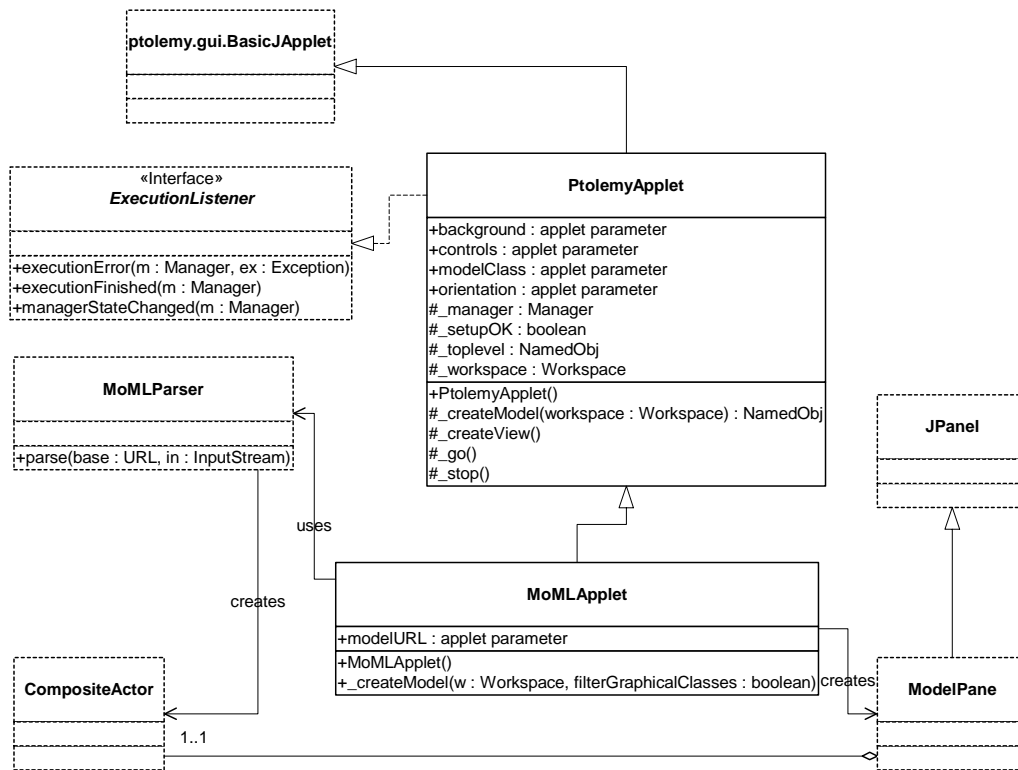 ptolemy.gui.BasicJApplet
«Interface»
ExecutionListener
+executionError(m : Manager, ex : Exception)
+executionFinished(m : Manager)
+managerStateChanged(m : Manager)
PtolemyApplet
+background : applet parameter
+controls : applet parameter
+modelClass : applet parameter
+orientation : applet parameter
#_manager : Manager
#_setupOK : boolean
#_toplevel : NamedObj
#_workspace : Workspace
+PtolemyApplet()
#_createModel(workspace : Workspace) : NamedObj
#_createView()
#_go()
#_stop()
MoMLParser
+parse(base : URL, in : InputStream)
JPanel
uses
creates
MoMLApplet
+modelURL : applet parameter
+MoMLApplet()
+_createModel(w : Workspace, filterGraphicalClasses : boolean)
creates
CompositeActor
ModelPane
1..1